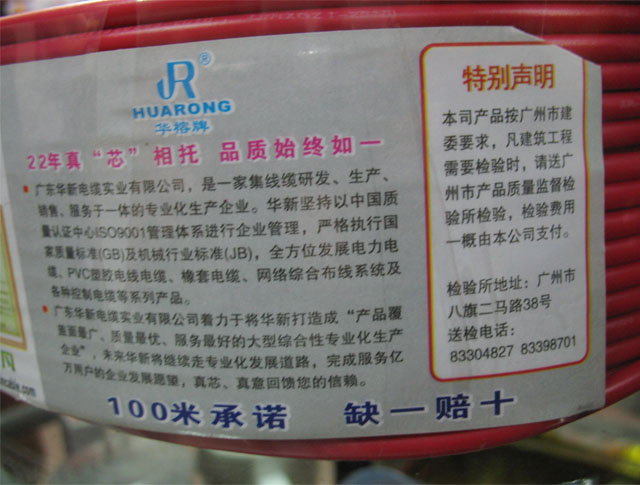 JR®
HUARONG
华榕牌
22年真“芯”相托 品质始终如一
广东华新电缆实业有限公司，是一家集线缆研发、生产、
销售、服务于一体的专业化生产企业。华新坚持以中国质
量认证中心ISO9001管理体系进行企业管理，严格执行国
家质量标准(GB)及机械行业标准(JB)，全方位发展电力电
缆、PVC塑胶电线电缆、橡套电缆、网络综合布线系统及
各种控制电缆等系列产品。
广东华新电缆实业有限公司着力于将华新打造成“产品覆
盖面最广、质量最优、服务最好的大型综合性专业化生产
企业”，未来华新将继续走专业化发展道路，完成服务亿
万用户的企业发展愿望，真芯、真意回馈您的信赖。
100米承诺 缺一赔十
特别声明
本司产品按广州市建
委要求，凡建筑工程
需要检验时，请送广
州市产品质量监督检
验所检验，检验费用
一概由本公司支付。
检验所地址：广州市
八旗二马路38号
送检电话：
83304827 83398701